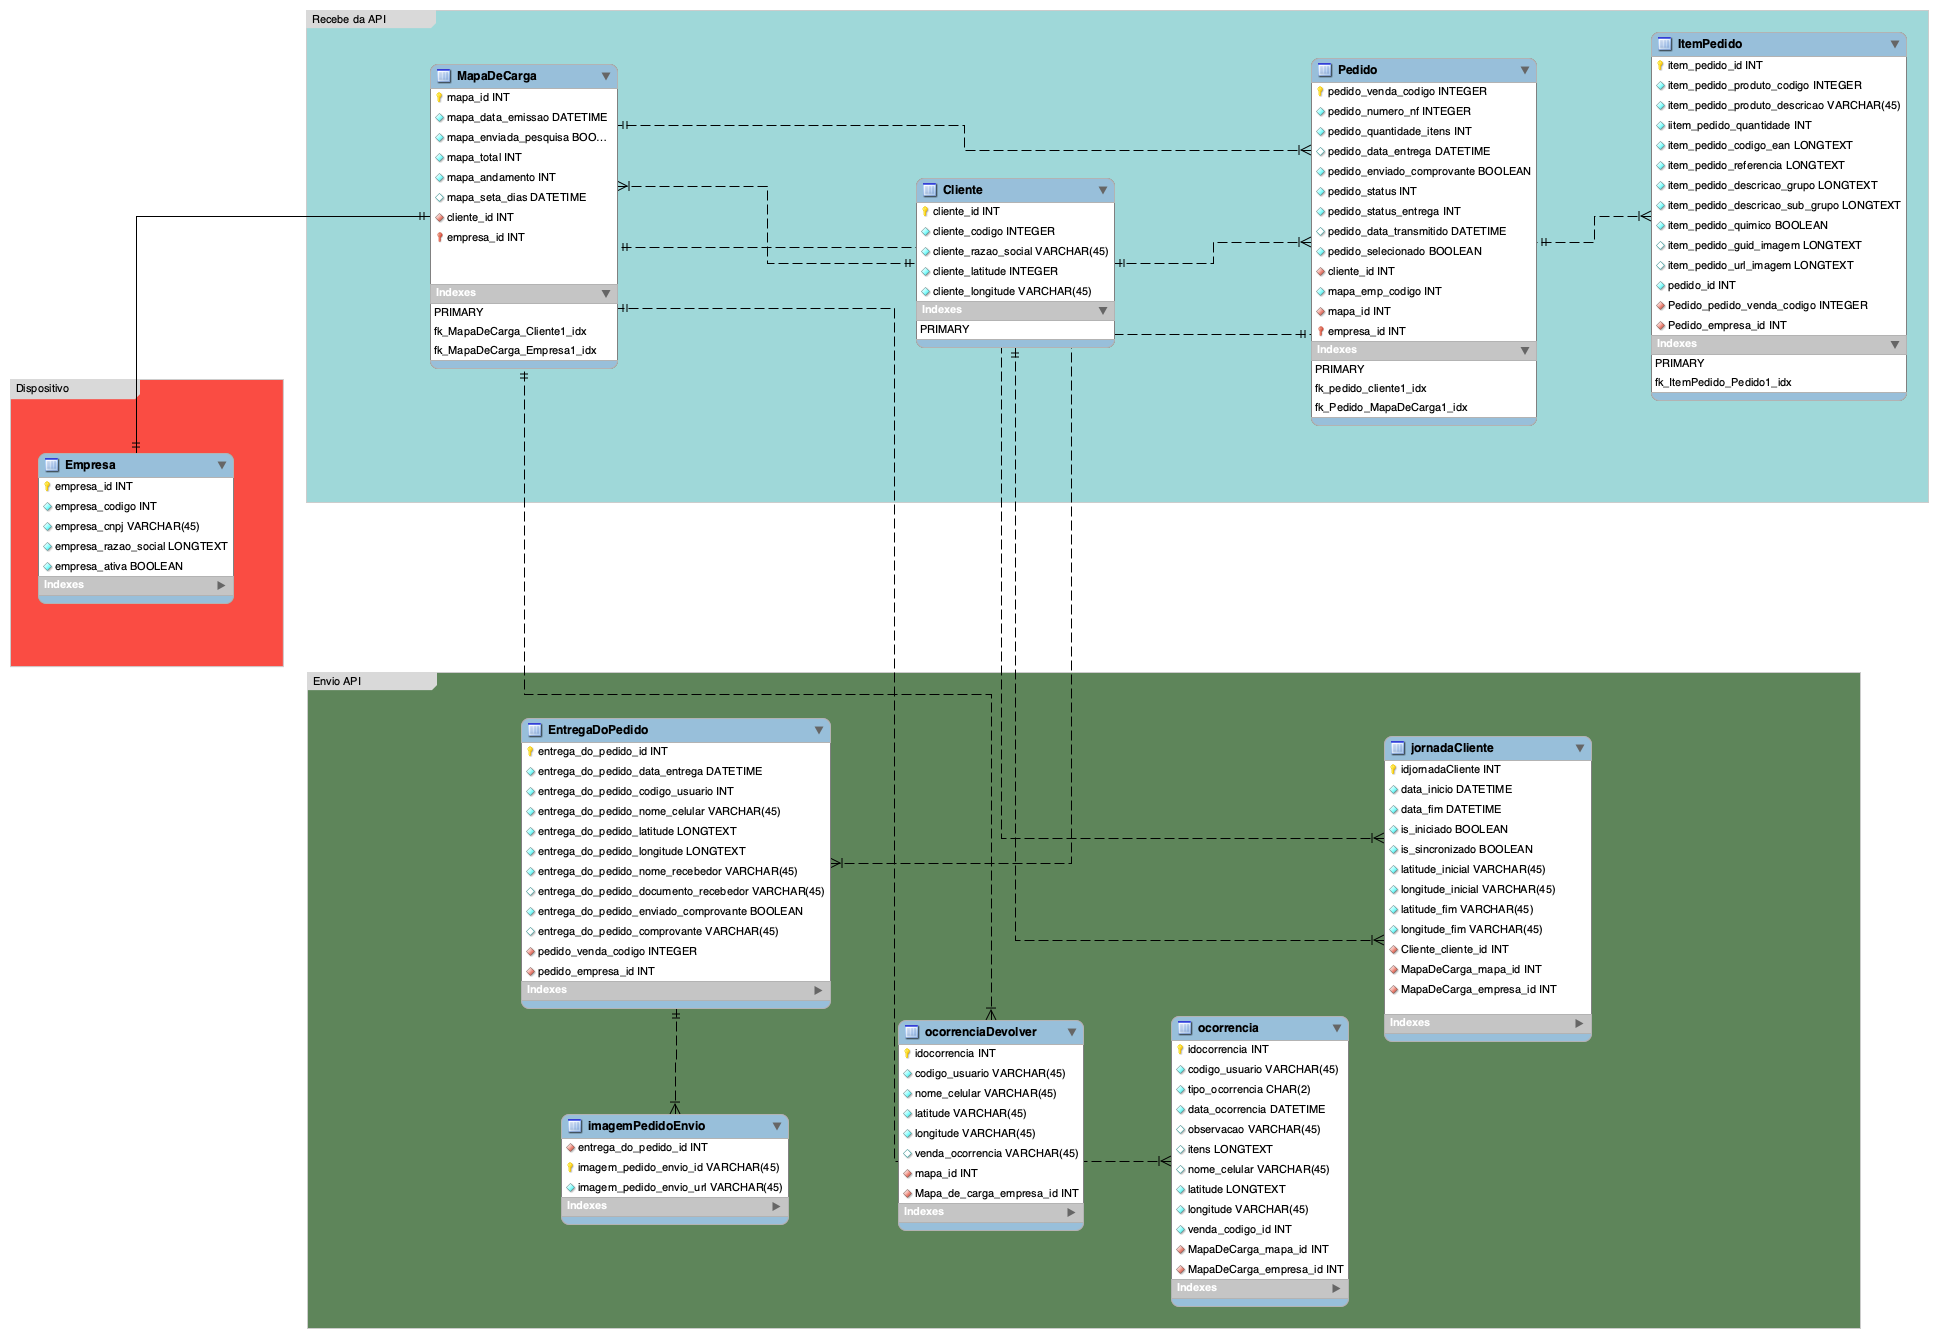 Recebe da API
MapaDeCarga
mapa_id INT
mapa_data_emissao DATETIME
mapa_enviada_pesquisa BOO...
mapa_total INT
mapa_andamento INT
mapa_seta_dias DATETIME
cliente_id INT
empresa_id INT
Indexes
PRIMARY
fk_MapaDeCarga_Cliente1_idx
fk_MapaDeCarga_Empresa1_idx
Cliente
cliente_id INT
cliente_codigo INTEGER
cliente_razao_social VARCHAR(45)
cliente_latitude INTEGER
cliente_longitude VARCHAR(45)
Indexes
PRIMARY
Pedido
pedido_venda_codigo INTEGER
pedido_numero_nf INTEGER
pedido_quantidade_itens INT
pedido_data_entrega DATETIME
pedido_enviado_comprovante BOOLEAN
pedido_status INT
pedido_status_entrega INT
pedido_data_transmitido DATETIME
pedido_selecionado BOOLEAN
cliente_id INT
mapa_emp_codigo INT
mapa_id INT
empresa_id INT
Indexes
PRIMARY
fk_pedido_cliente1_idx
fk_Pedido_MapaDeCarga1_idx
ItemPedido
item_pedido_id INT
item_pedido_produto_codigo INTEGER
item_pedido_produto_descricao VARCHAR(45)
iitem_pedido_quantidade INT
item_pedido_codigo_ean LONGTEXT
item_pedido_referencia LONGTEXT
item_pedido_descricao_grupo LONGTEXT
item_pedido_descricao_sub_grupo LONGTEXT
item_pedido_quimico BOOLEAN
item_pedido_guid_imagem LONGTEXT
item_pedido_url_imagem LONGTEXT
pedido_id INT
Pedido_pedido_venda_codigo INTEGER
Pedido_empresa_id INT
Indexes
PRIMARY
fk_ItemPedido_Pedido1_idx
Dispositivo
Empresa
empresa_id INT
empresa_codigo INT
empresa_cnpj VARCHAR(45)
empresa_razao_social LONGTEXT
empresa_ativa BOOLEAN
Indexes
Envio API
EntregaDoPedido
entrega_do_pedido_id INT
entrega_do_pedido_data_entrega DATETIME
entrega_do_pedido_codigo_usuario INT
entrega_do_pedido_nome_celular VARCHAR(45)
entrega_do_pedido_latitude LONGTEXT
entrega_do_pedido_longitude LONGTEXT
entrega_do_pedido_nome_recebedor VARCHAR(45)
entrega_do_pedido_documento_recebedor VARCHAR(45)
entrega_do_pedido_enviado_comprovante BOOLEAN
entrega_do_pedido_comprovante VARCHAR(45)
pedido_venda_codigo INTEGER
pedido_empresa_id INT
Indexes
imagemPedidoEnvio
entrega_do_pedido_id INT
imagem_pedido_envio_id VARCHAR(45)
imagem_pedido_envio_url VARCHAR(45)
Indexes
ocorrenciaDevolver
idocorrencia INT
codigo_usuario VARCHAR(45)
nome_celular VARCHAR(45)
latitude VARCHAR(45)
longitude VARCHAR(45)
venda_ocorrencia VARCHAR(45)
mapa_id INT
Mapa_de_carga_empresa_id INT
Indexes
ocorrencia
idocorrencia INT
codigo_usuario VARCHAR(45)
tipo_ocorrencia CHAR(2)
data_ocorrencia DATETIME
observacao VARCHAR(45)
itens LONGTEXT
nome_celular VARCHAR(45)
latitude LONGTEXT
longitude VARCHAR(45)
venda_codigo_id INT
MapaDeCarga_mapa_id INT
MapaDeCarga_empresa_id INT
Indexes
jornadaCliente
idjornadaCliente INT
data_inicio DATETIME
data_fim DATETIME
is_iniciado BOOLEAN
is_sincronizado BOOLEAN
latitude_inicial VARCHAR(45)
longitude_inicial VARCHAR(45)
latitude_fim VARCHAR(45)
longitude_fim VARCHAR(45)
Cliente_cliente_id INT
MapaDeCarga_mapa_id INT
MapaDeCarga_empresa_id INT
Indexes